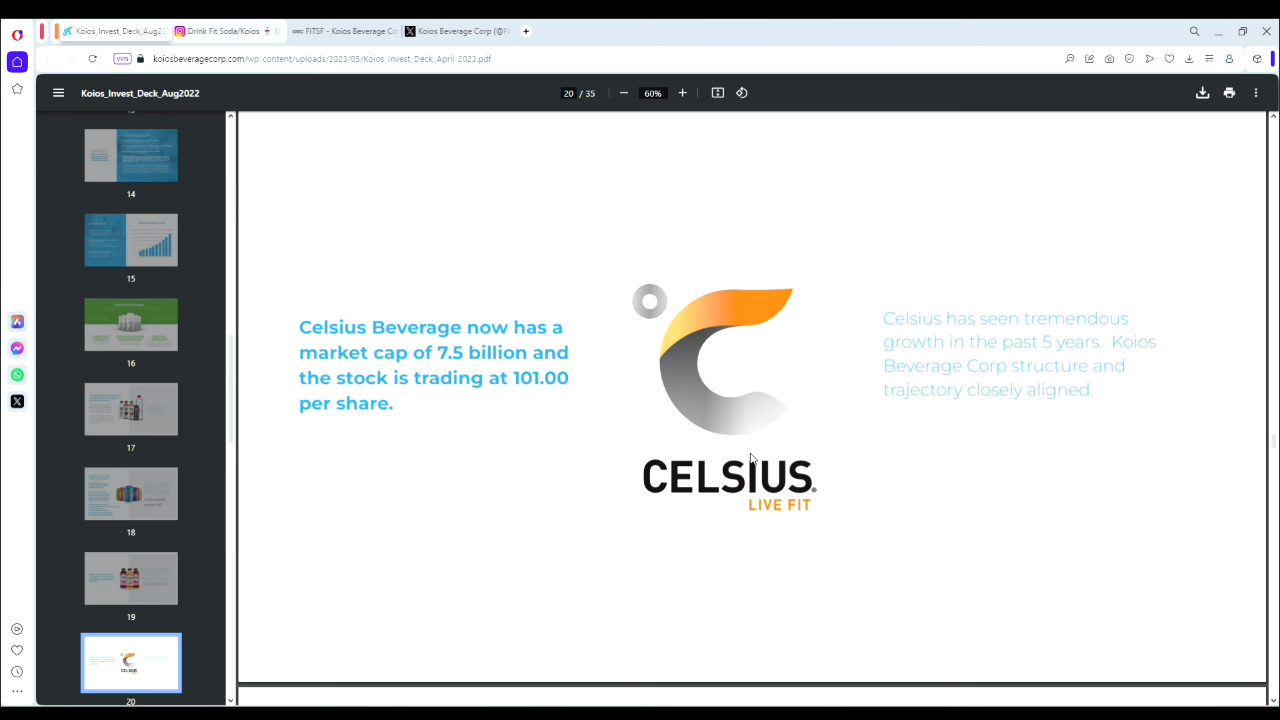 Koios_Invest_Deck_Aug202
Drink Fit Soda/Koios
FITSF - Koios Beverage Co
Koios Beverage Corp (@Fi
VPN
koiosbeveragecorp.com/wp-content/uploads/2023/05/Koios_Invest_Deck_April-2023.pdf
Koios_Invest_Deck_Aug2022
20 / 35
60%
14
15
16
17
18
19
20
Celsius Beverage now has a
market cap of 7.5 billion and
the stock is trading at 101.00
per share.
CELSIUS®
LIVE FIT
Celsius has seen tremendous
growth in the past 5 years. Koios
Beverage Corp structure and
trajectory closely aligned.